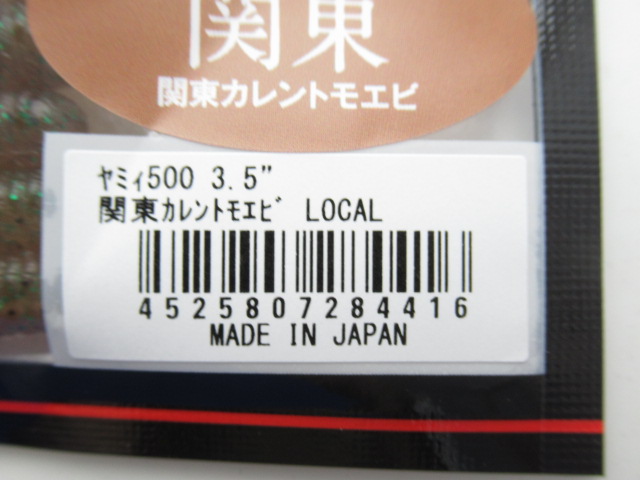 関東
関東カレントモエビ
ﾔﾐｨ500 3.5"
関東ｶﾚﾝﾄﾓｴﾋﾞ LOCAL
4525807284416
MADE IN JAPAN